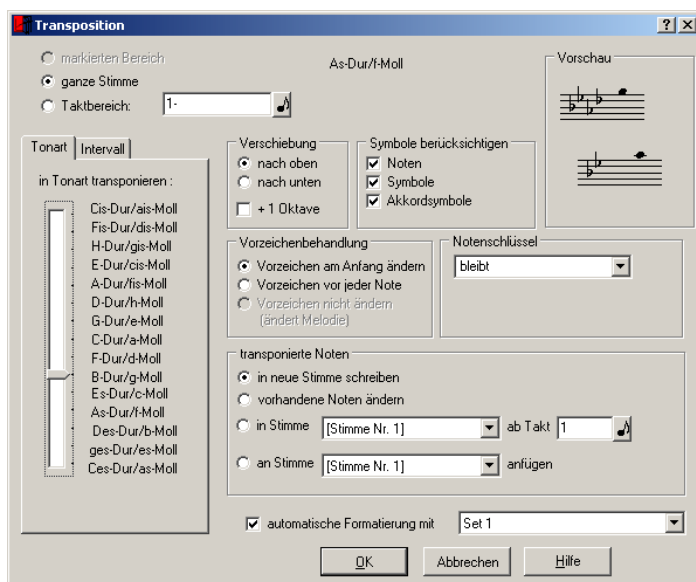 Transposition
markierten Bereich
ganze Stimme
Taktbereich: 1-
As-Dur/f-Moll
Vorschau
Tonart Intervall
in Tonart transponieren :
Cis-Dur/ais-Moll
Fis-Dur/dis-Moll
H-Dur/gis-Moll
E-Dur/cis-Moll
A-Dur/fis-Moll
D-Dur/h-Moll
G-Dur/e-Moll
C-Dur/a-Moll
F-Dur/d-Moll
B-Dur/g-Moll
Es-Dur/c-Moll
As-Dur/f-Moll
Des-Dur/b-Moll
ges-Dur/es-Moll
Ces-Dur/as-Moll
Verschiebung
nach oben
nach unten
+ 1 Oktave
Symbole berücksichtigen
Noten
Symbole
Akkordsymbole
Vorzeichenbehandlung
Vorzeichen am Anfang ändern
Vorzeichen vor jeder Note
Vorzeichen nicht ändern
(ändert Melodie)
Notenschlüssel
bleibt
transponierte Noten
in neue Stimme schreiben
vorhandene Noten ändern
in Stimme [Stimme Nr. 1] ab Takt 1
an Stimme [Stimme Nr. 1] anfügen
automatische Formatierung mit Set 1
OK Abbrechen Hilfe